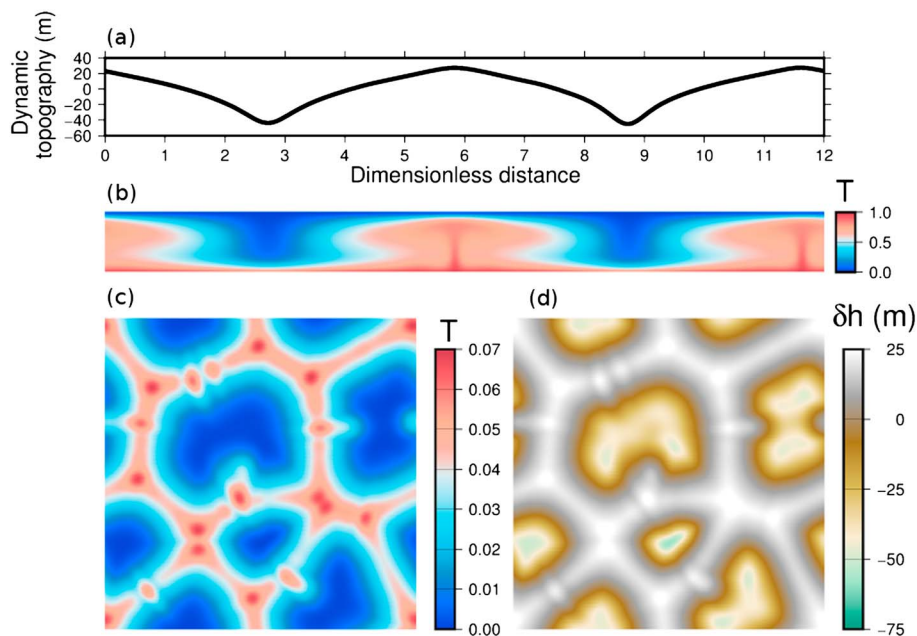 (a)
Dynamic
topography (m)
40
20
0
−20
−40
−60
0 1 2 3 4 5 6 7 8 9 10 11 12
Dimensionless distance
(b)
T
1.0
0.5
0.0
(c)
T
0.07
0.06
0.05
0.04
0.03
0.02
0.01
0.00
(d)
δh (m)
25
0
−25
−50
−75